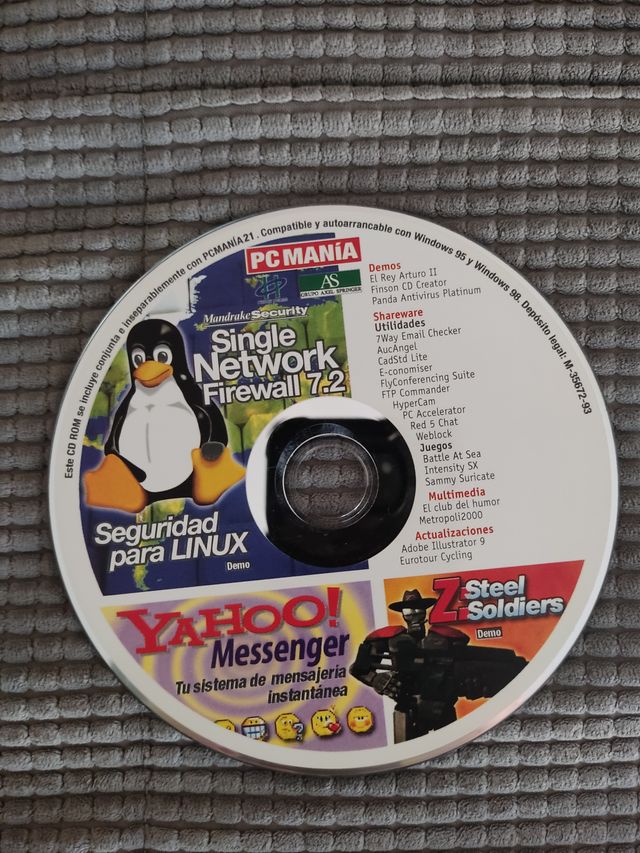 Este CD ROM se incluye conjunta e inseparablemente con PCMANÍA 21. Compatible y autoarrancable con Windows 95 y Windows 98. Depósito legal: M-35672-93
PC MANÍA
AS
GRUPO AXEL SPRINGER
MandrakeSecurity
Single
Network
Firewall 7.2
Seguridad
para LINUX
Demo
Demos
El Rey Arturo II
Finson CD Creator
Panda Antivirus Platinum
Shareware
Utilidades
7Way Email Checker
AucAngel
CadStd Lite
E-conomiser
FlyConferencing Suite
FTP Commander
HyperCam
PC Accelerator
Red 5 Chat
Weblock
Juegos
Battle At Sea
Intensity SX
Sammy Suricate
Multimedia
El club del humor
Metropoli2000
Actualizaciones
Adobe Illustrator 9
Eurotour Cycling
YAHOO!
Messenger
Tu sistema de mensajería
instantánea
Z: Steel
Soldiers
Demo